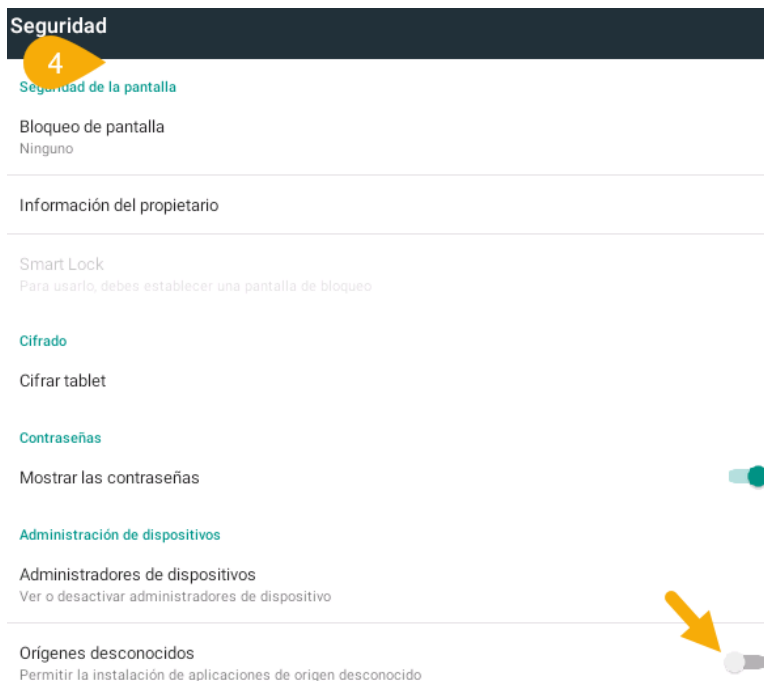 Seguridad
4
Seguridad de la pantalla
Bloqueo de pantalla
Ninguno
Información del propietario
Smart Lock
Para usarlo, debes establecer una pantalla de bloqueo
Cifrado
Cifrar tablet
Contraseñas
Mostrar las contraseñas
Administración de dispositivos
Administradores de dispositivos
Ver o desactivar administradores de dispositivo
Orígenes desconocidos
Permitir la instalación de aplicaciones de origen desconocido